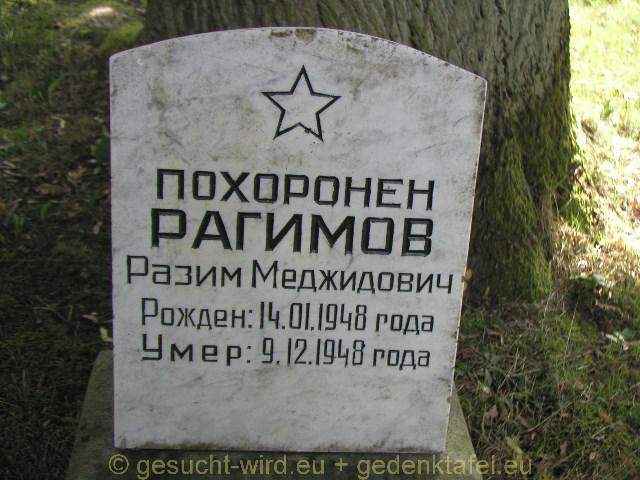 ПОХОРОНЕН
РАГИМОВ
Разим Меджидович
Рожден: 14.01.1948 года
Умер: 9.12.1948 года
© gesucht-wird.eu + gedenktafel.eu